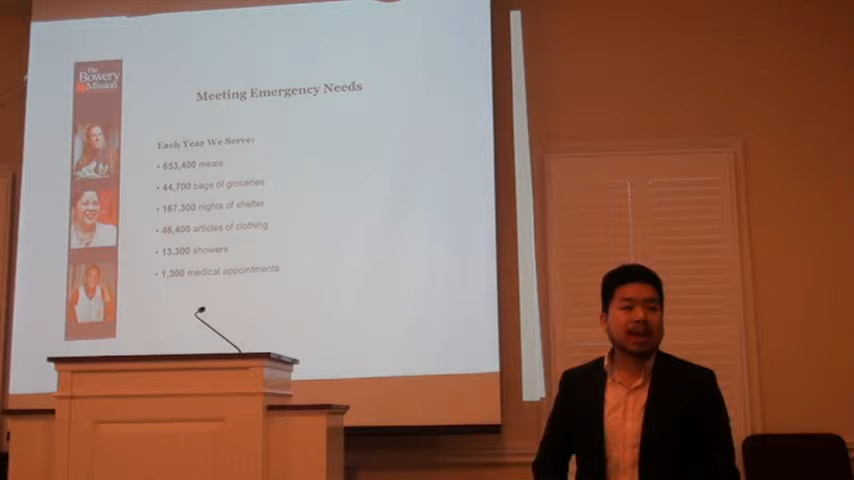 The
Bowery
Mission
Meeting Emergency Needs
Each Year We Serve:
• 653,400 meals
• 44,700 bags of groceries
• 167,300 nights of shelter
• 46,400 articles of clothing
• 13,300 showers
• 1,300 medical appointments